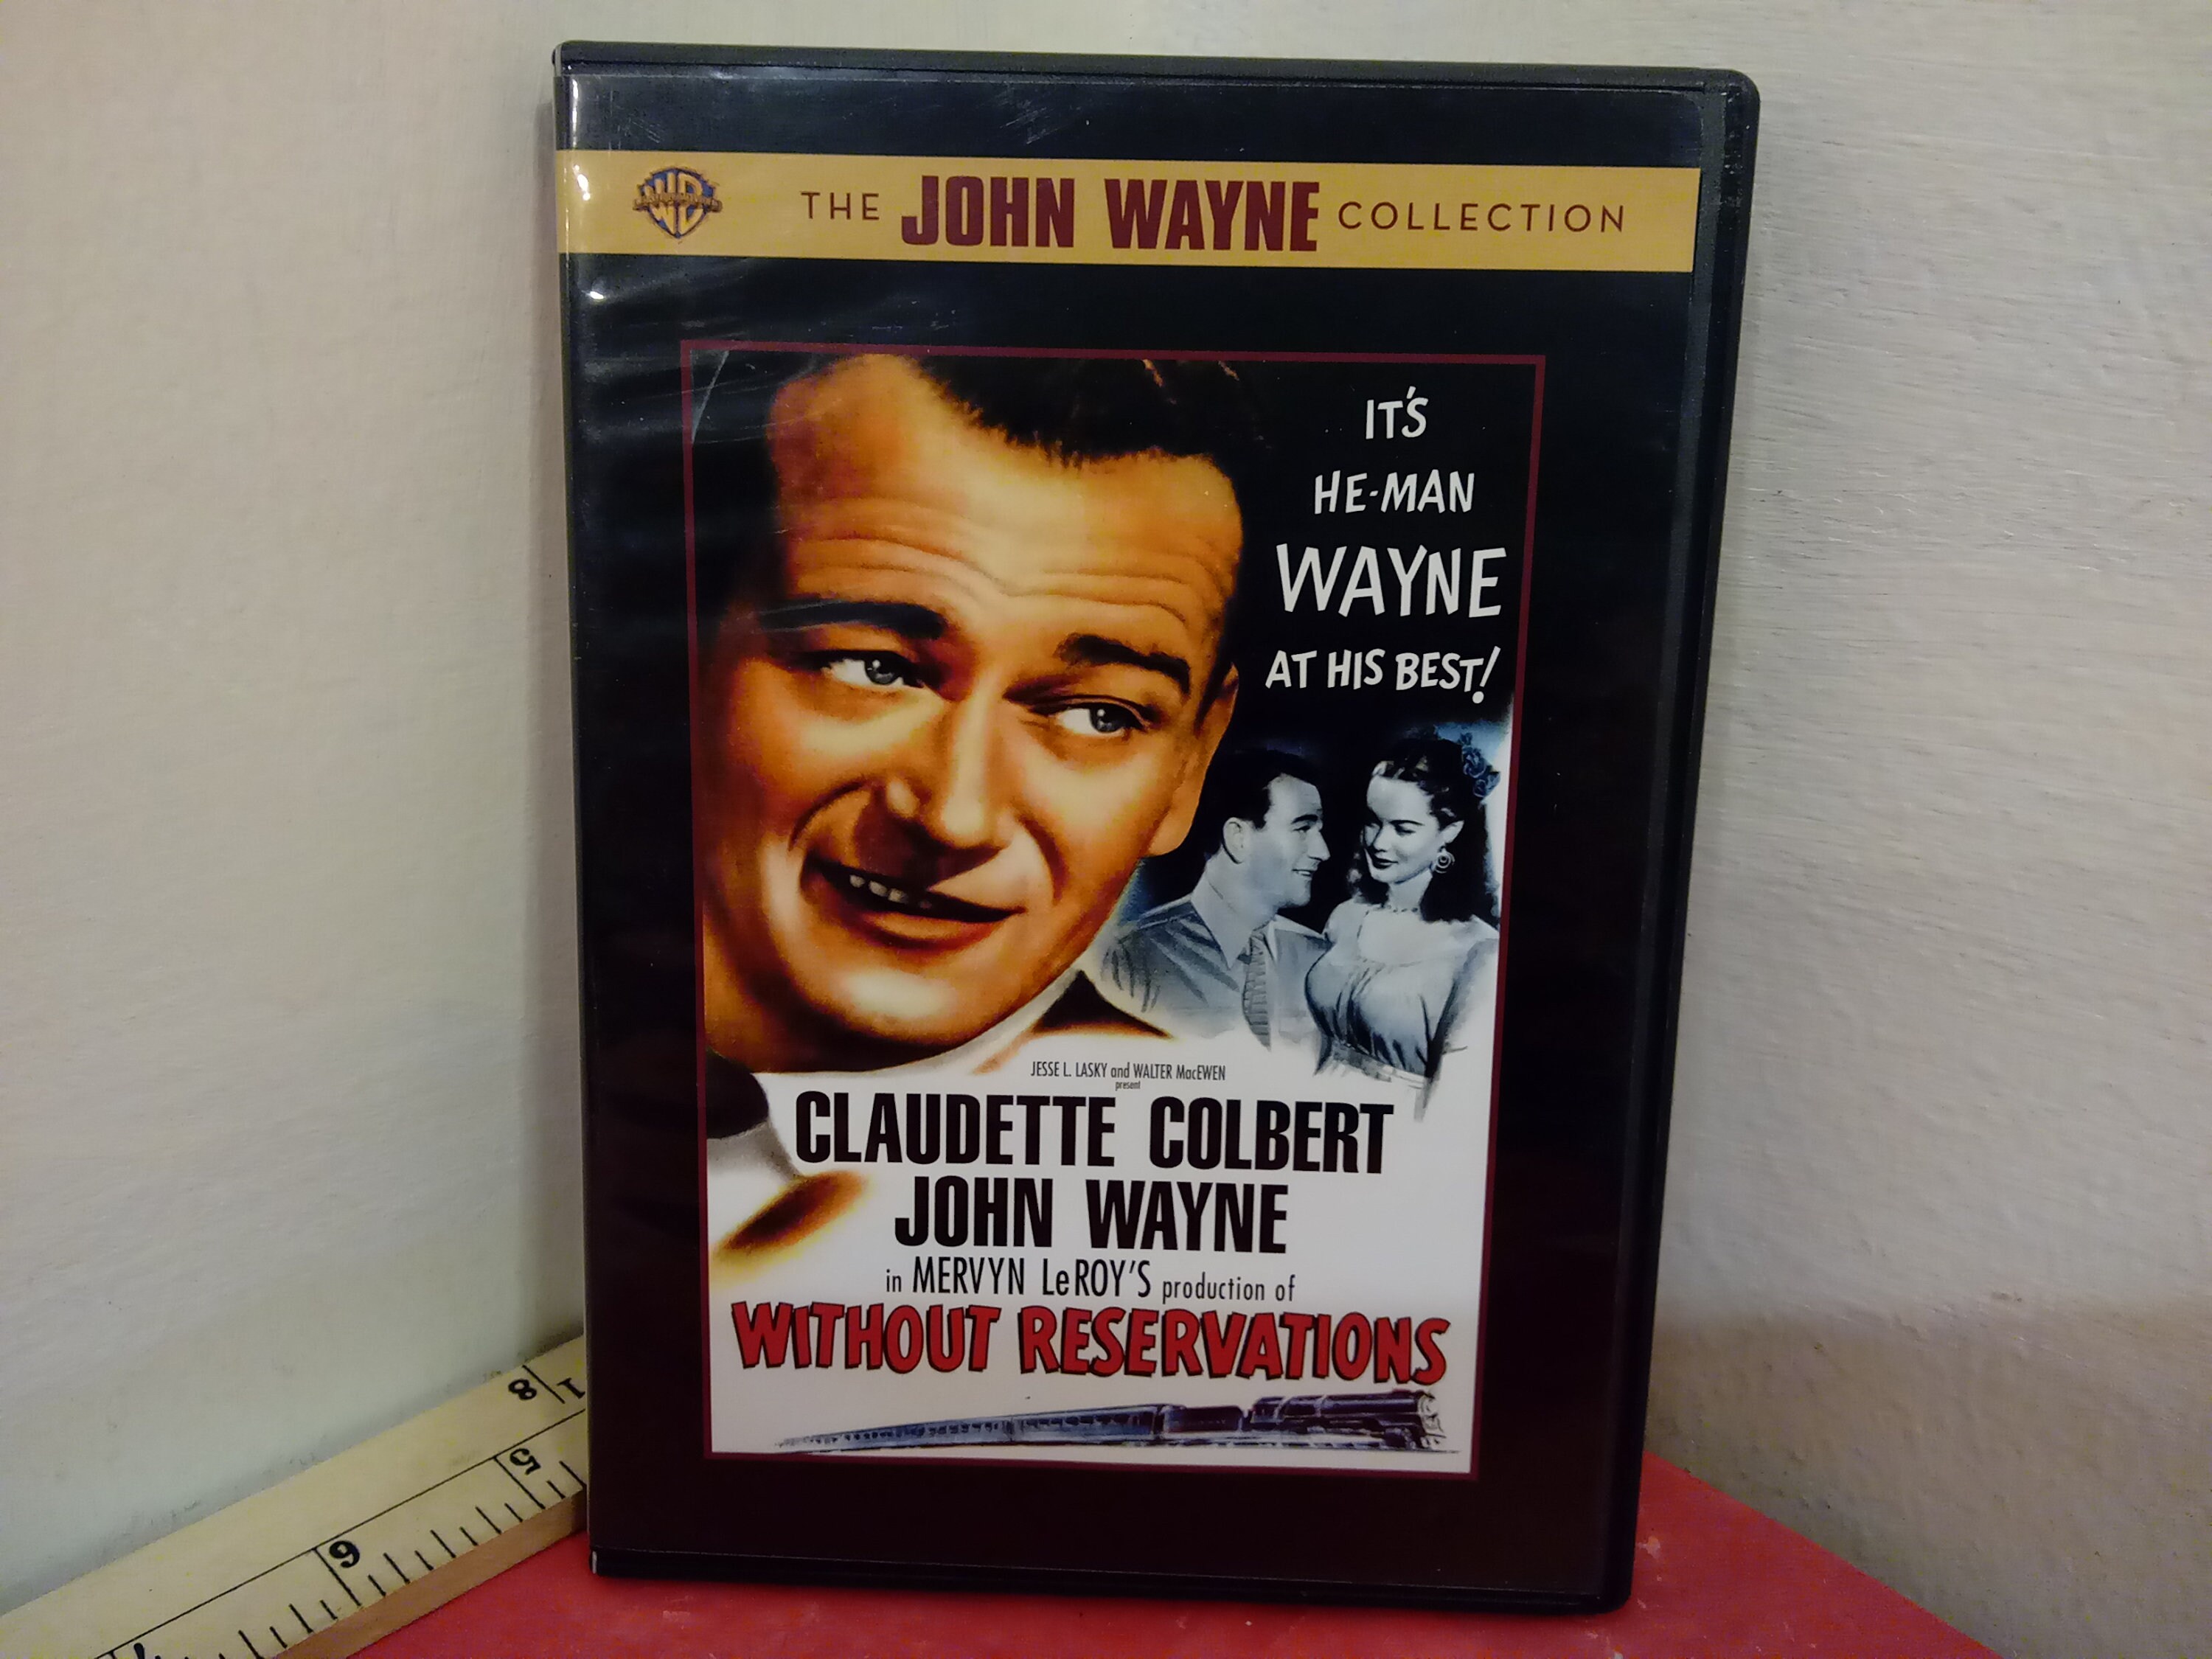 THE JOHN WAYNE COLLECTION
IT'S
HE-MAN
WAYNE
AT HIS BEST!
JESSE L. LASKY and WALTER MacEWEN
present
CLAUDETTE COLBERT
JOHN WAYNE
in MERVYN LeROY'S production of
WITHOUT RESERVATIONS
8
5
6